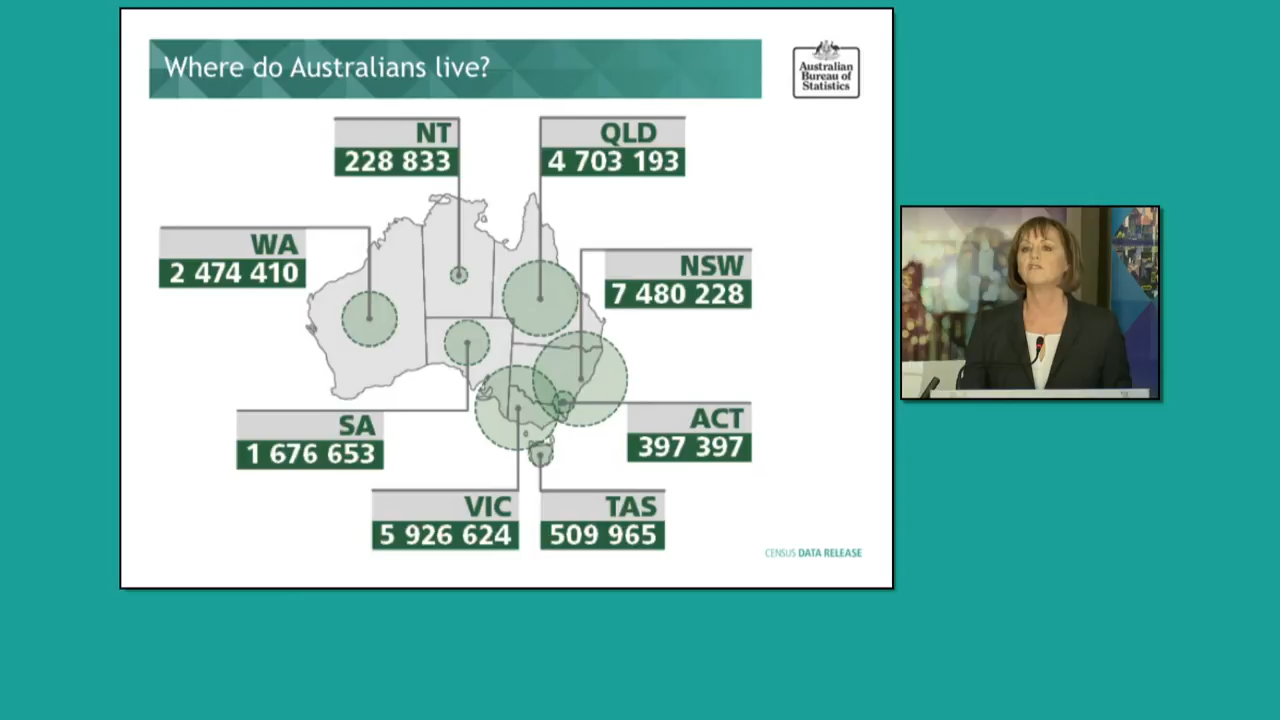 Where do Australians live?
Australian
Bureau of
Statistics
NT
228 833
QLD
4 703 193
WA
2 474 410
NSW
7 480 228
SA
1 676 653
ACT
397 397
VIC
5 926 624
TAS
509 965
CENSUS DATA RELEASE